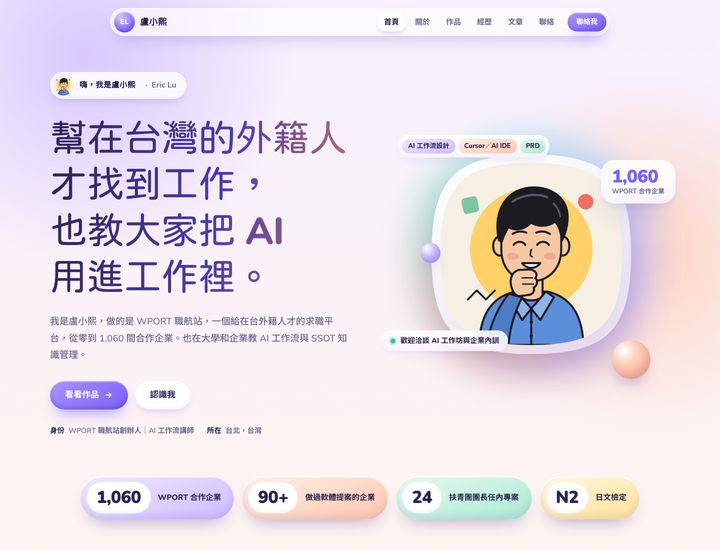 EL 盧小熙 首頁 關於 作品 經歷 文章 聯絡 聯絡我
嗨，我是盧小熙 · Eric Lu
幫在台灣的外籍人
才找到工作，
也教大家把 AI
用進工作裡。
我是盧小熙，做的是 WPORT 職航站，一個給在台外籍人才的求職平
台，從零到 1,060 間合作企業。也在大學和企業教 AI 工作流與 SSOT 知
識管理。
看看作品 →
認識我
身份 WPORT 職航站創辦人｜AI 工作流講師 所在 台北，台灣
AI 工作流設計 Cursor／AI IDE PRD
1,060
WPORT 合作企業
歡迎洽談 AI 工作坊與企業內訓
1,060 WPORT 合作企業
90+ 做過軟體提案的企業
24 扶青團團長任內專案
N2 日文檢定